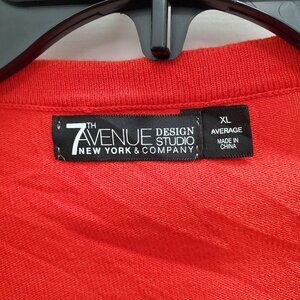 7TH AVENUE DESIGN STUDIO
NEW YORK & COMPANY
XL
AVERAGE
MADE IN
CHINA